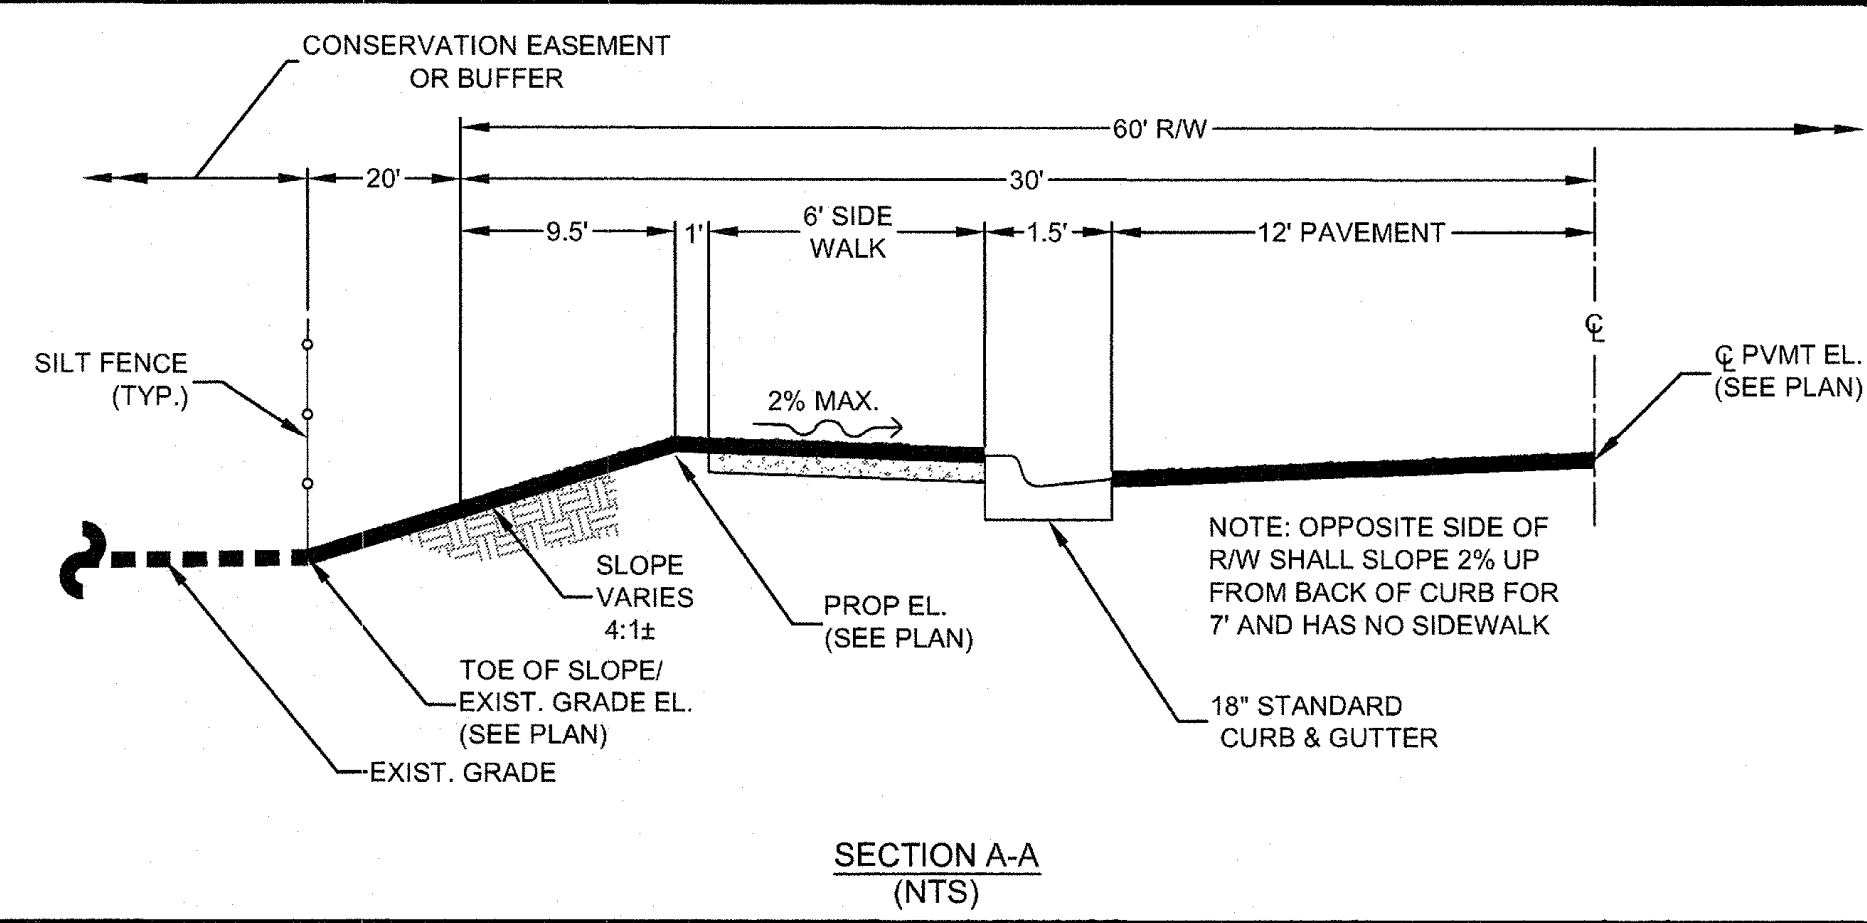 CONSERVATION EASEMENT
OR BUFFER
60' R/W
20'
30'
9.5'
1'
6' SIDE
WALK
1.5'
12' PAVEMENT
SILT FENCE
(TYP.)
2% MAX.
℄
℄ PVMT EL.
(SEE PLAN)
SLOPE
VARIES
4:1±
PROP EL.
(SEE PLAN)
NOTE: OPPOSITE SIDE OF
R/W SHALL SLOPE 2% UP
FROM BACK OF CURB FOR
7' AND HAS NO SIDEWALK
TOE OF SLOPE/
EXIST. GRADE EL.
(SEE PLAN)
EXIST. GRADE
18" STANDARD
CURB & GUTTER
SECTION A-A
(NTS)